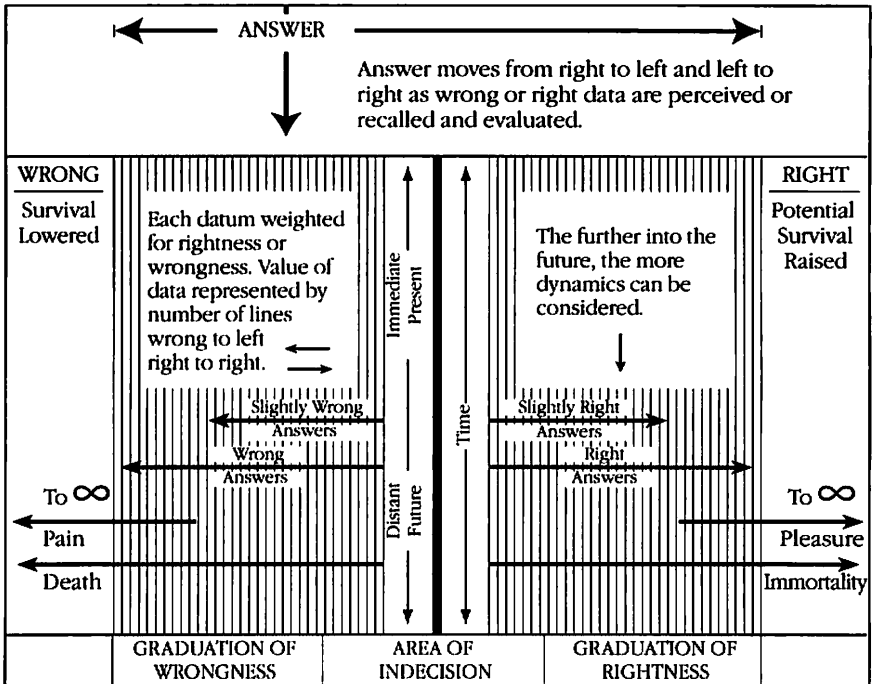 ANSWER
Answer moves from right to left and left to
right as wrong or right data are perceived or
recalled and evaluated.
WRONG
Survival
Lowered
Each datum weighted
for rightness or
wrongness. Value of
data represented by
number of lines
wrong to left
right to right.
Immediate
Present
Distant
Future
Time
The further into the
future, the more
dynamics can be
considered.
RIGHT
Potential
Survival
Raised
Slightly Wrong
Answers
Slightly Right
Answers
Wrong
Answers
Right
Answers
To ∞
Pain
Death
To ∞
Pleasure
Immortality
GRADUATION OF
WRONGNESS
AREA OF
INDECISION
GRADUATION OF
RIGHTNESS